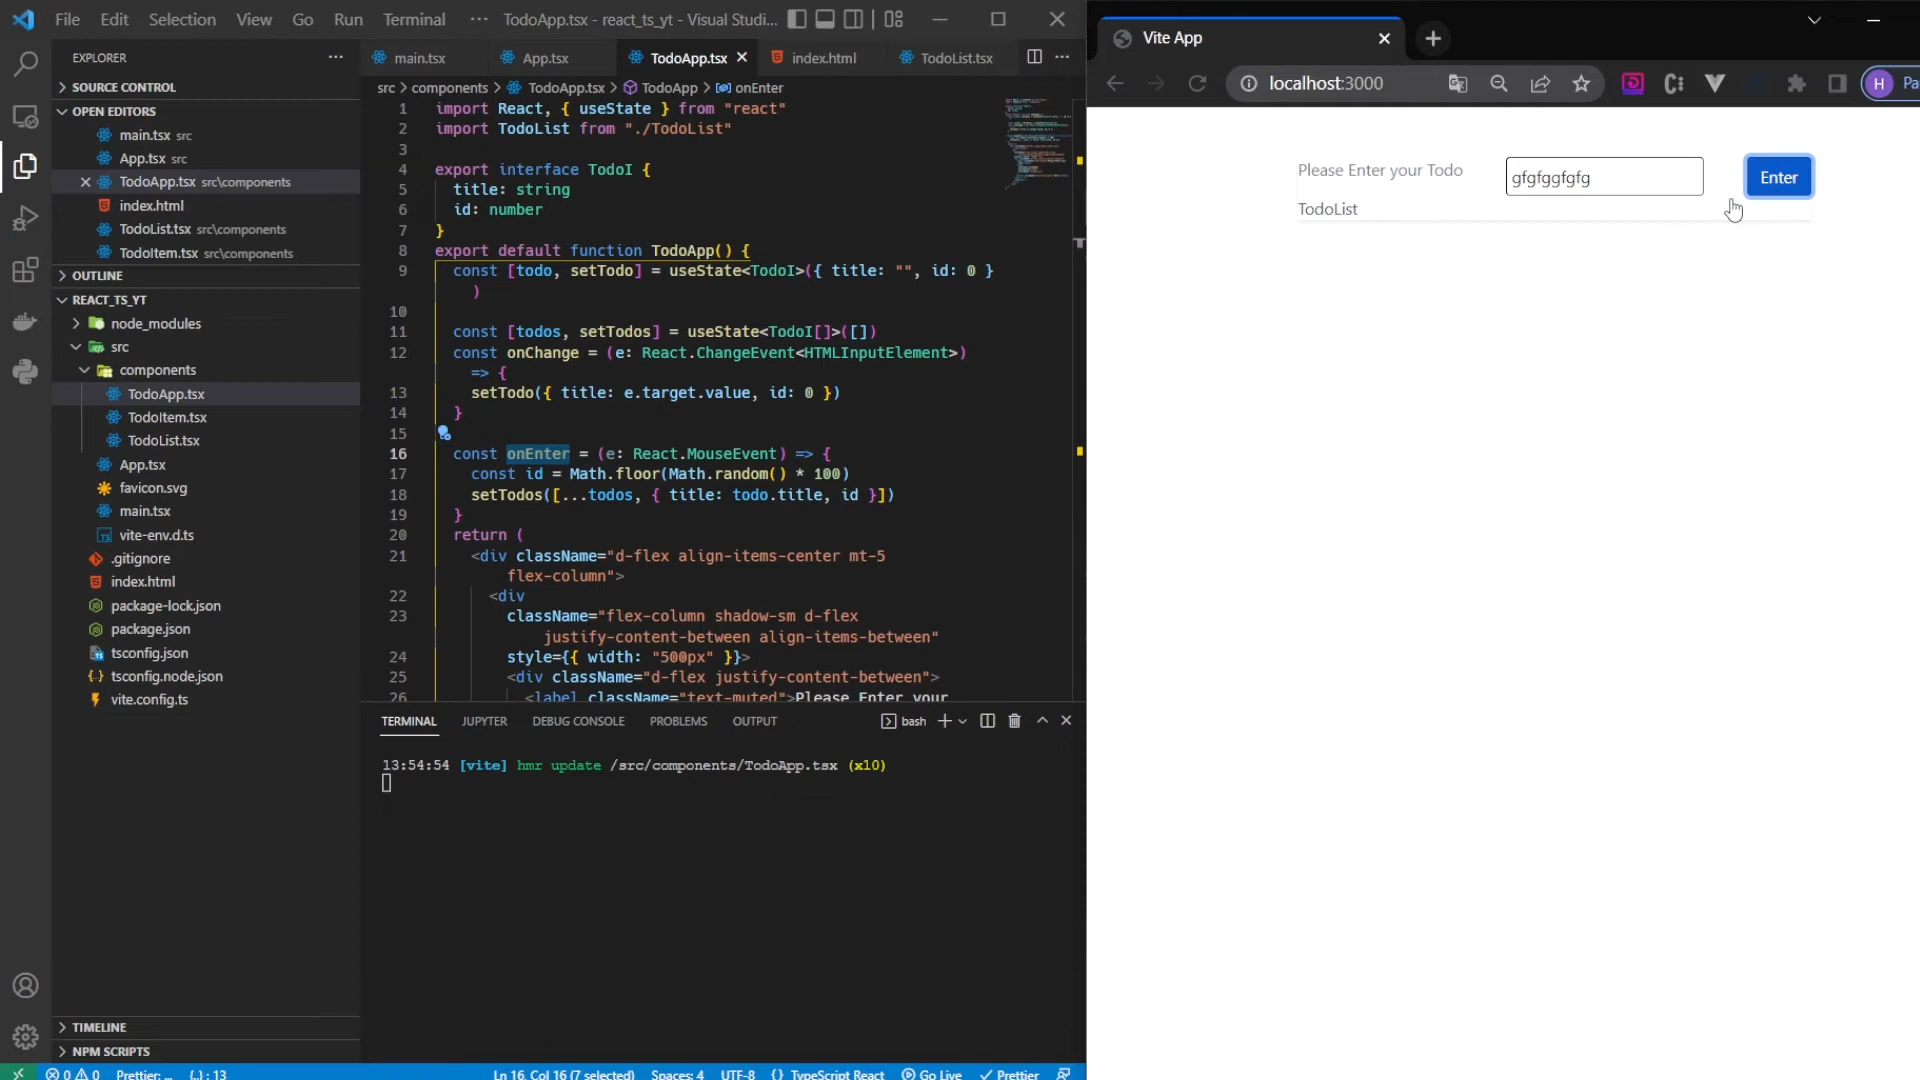 File Edit Selection View Go Run Terminal ··· TodoApp.tsx - react_ts_yt - Visual Studi...
EXPLORER
SOURCE CONTROL
OPEN EDITORS
main.tsx src
App.tsx src
TodoApp.tsx src\components
index.html
TodoList.tsx src\components
TodoItem.tsx src\components
OUTLINE
REACT_TS_YT
node_modules
src
components
TodoApp.tsx
TodoItem.tsx
TodoList.tsx
App.tsx
favicon.svg
main.tsx
vite-env.d.ts
.gitignore
index.html
package-lock.json
package.json
tsconfig.json
tsconfig.node.json
vite.config.ts
TIMELINE
NPM SCRIPTS
main.tsx App.tsx TodoApp.tsx index.html TodoList.tsx
src > components > TodoApp.tsx > TodoApp > onEnter
1 import React, { useState } from "react"
2 import TodoList from "./TodoList"
3
4 export interface TodoI {
5 title: string
6 id: number
7 }
8 export default function TodoApp() {
9 const [todo, setTodo] = useState<TodoI>({ title: "", id: 0 }
)
10
11 const [todos, setTodos] = useState<TodoI[]>([])
12 const onChange = (e: React.ChangeEvent<HTMLInputElement>)
=> {
13 setTodo({ title: e.target.value, id: 0 })
14 }
15
16 const onEnter = (e: React.MouseEvent) => {
17 const id = Math.floor(Math.random() * 100)
18 setTodos([...todos, { title: todo.title, id }])
19 }
20 return (
21 <div className="d-flex align-items-center mt-5
flex-column">
22 <div
23 className="flex-column shadow-sm d-flex
justify-content-between align-items-between"
24 style={{ width: "500px" }}>
25 <div className="d-flex justify-content-between">
26 <label className="text-muted">Please Enter your
TERMINAL JUPYTER DEBUG CONSOLE PROBLEMS OUTPUT bash
13:54:54 [vite] hmr update /src/components/TodoApp.tsx (x10)
0 0 Prettier: ... {..} : 13 Ln 16, Col 16 (7 selected) Spaces: 4 UTF-8 {} TypeScript React Go Live Prettier
Vite App
localhost:3000
H Pa
Please Enter your Todo gfgfggfgfg Enter
TodoList